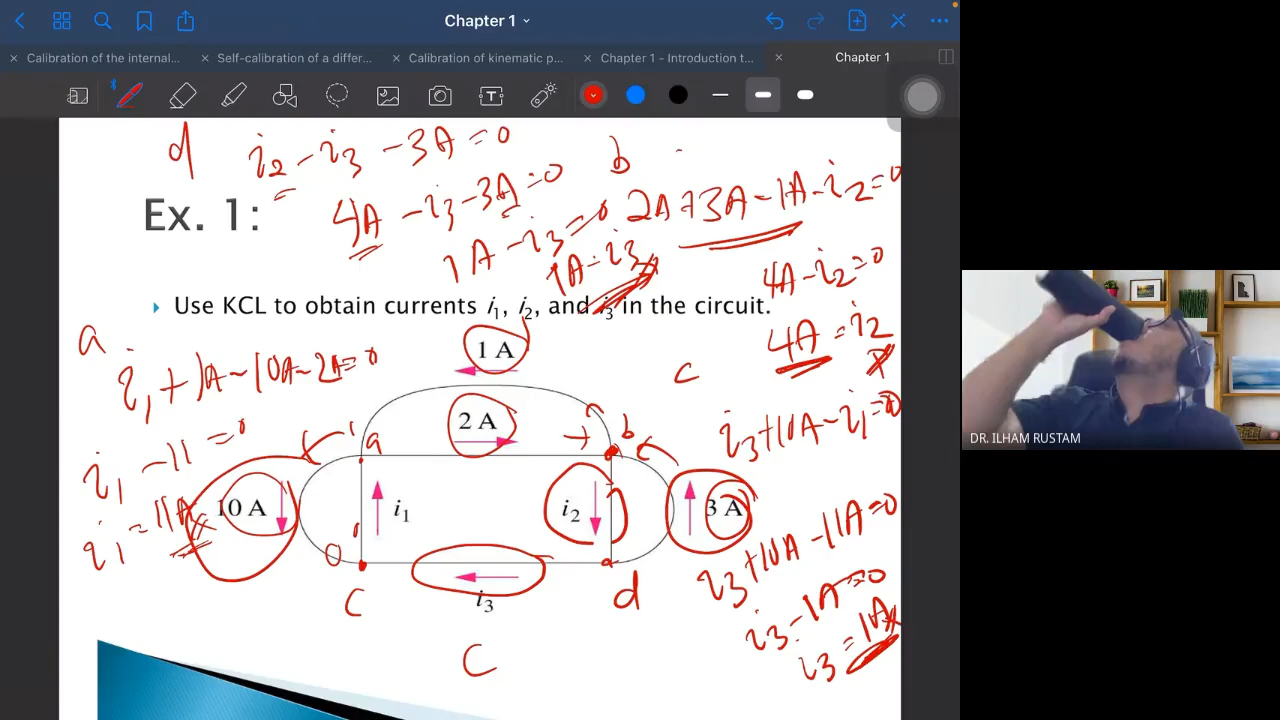 Chapter 1
Calibration of the internal...
Self-calibration of a differ...
Calibration of kinematic p...
Chapter 1 - Introduction t...
Chapter 1
d
i2 - i3 - 3A = 0
4A - i3 - 3A = 0
1A - i3 = 0
1A = i3
b
2A + 3A - 1A - i2 = 0
4A - i2 = 0
4A = i2
Ex. 1:
Use KCL to obtain currents i1, i2, and i3 in the circuit.
a
i1 + 1A - 10A - 2A = 0
i1 - 11 = 0
i1 = 11A
1 A
2 A
a
b
10 A
i1
i2
3 A
i3
c
d
C
c
i3 + 10A - i1 = 0
i3 + 10A - 11A = 0
i3 - 1A = 0
i3 = 1A
DR. ILHAM RUSTAM